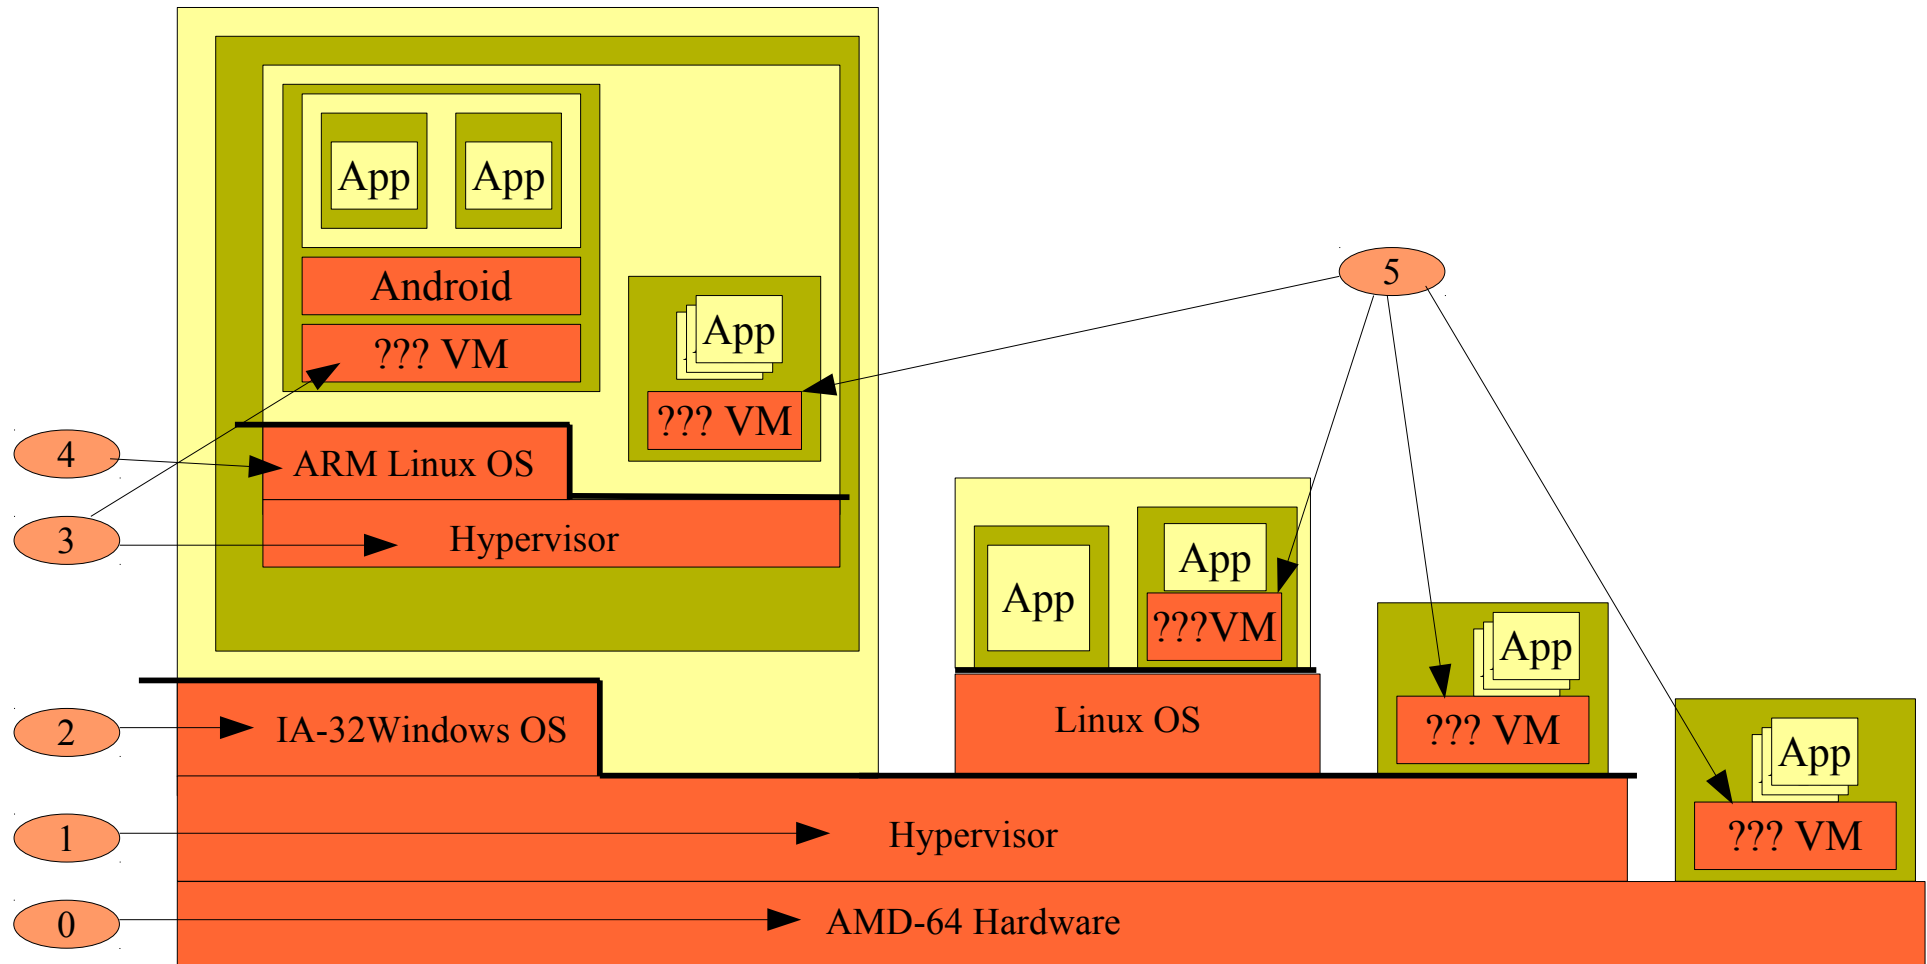 App
App
Android
??? VM
App
??? VM
5
4
ARM Linux OS
3
Hypervisor
App
App
???VM
App
??? VM
2
IA-32Windows OS
Linux OS
App
??? VM
1
Hypervisor
0
AMD-64 Hardware